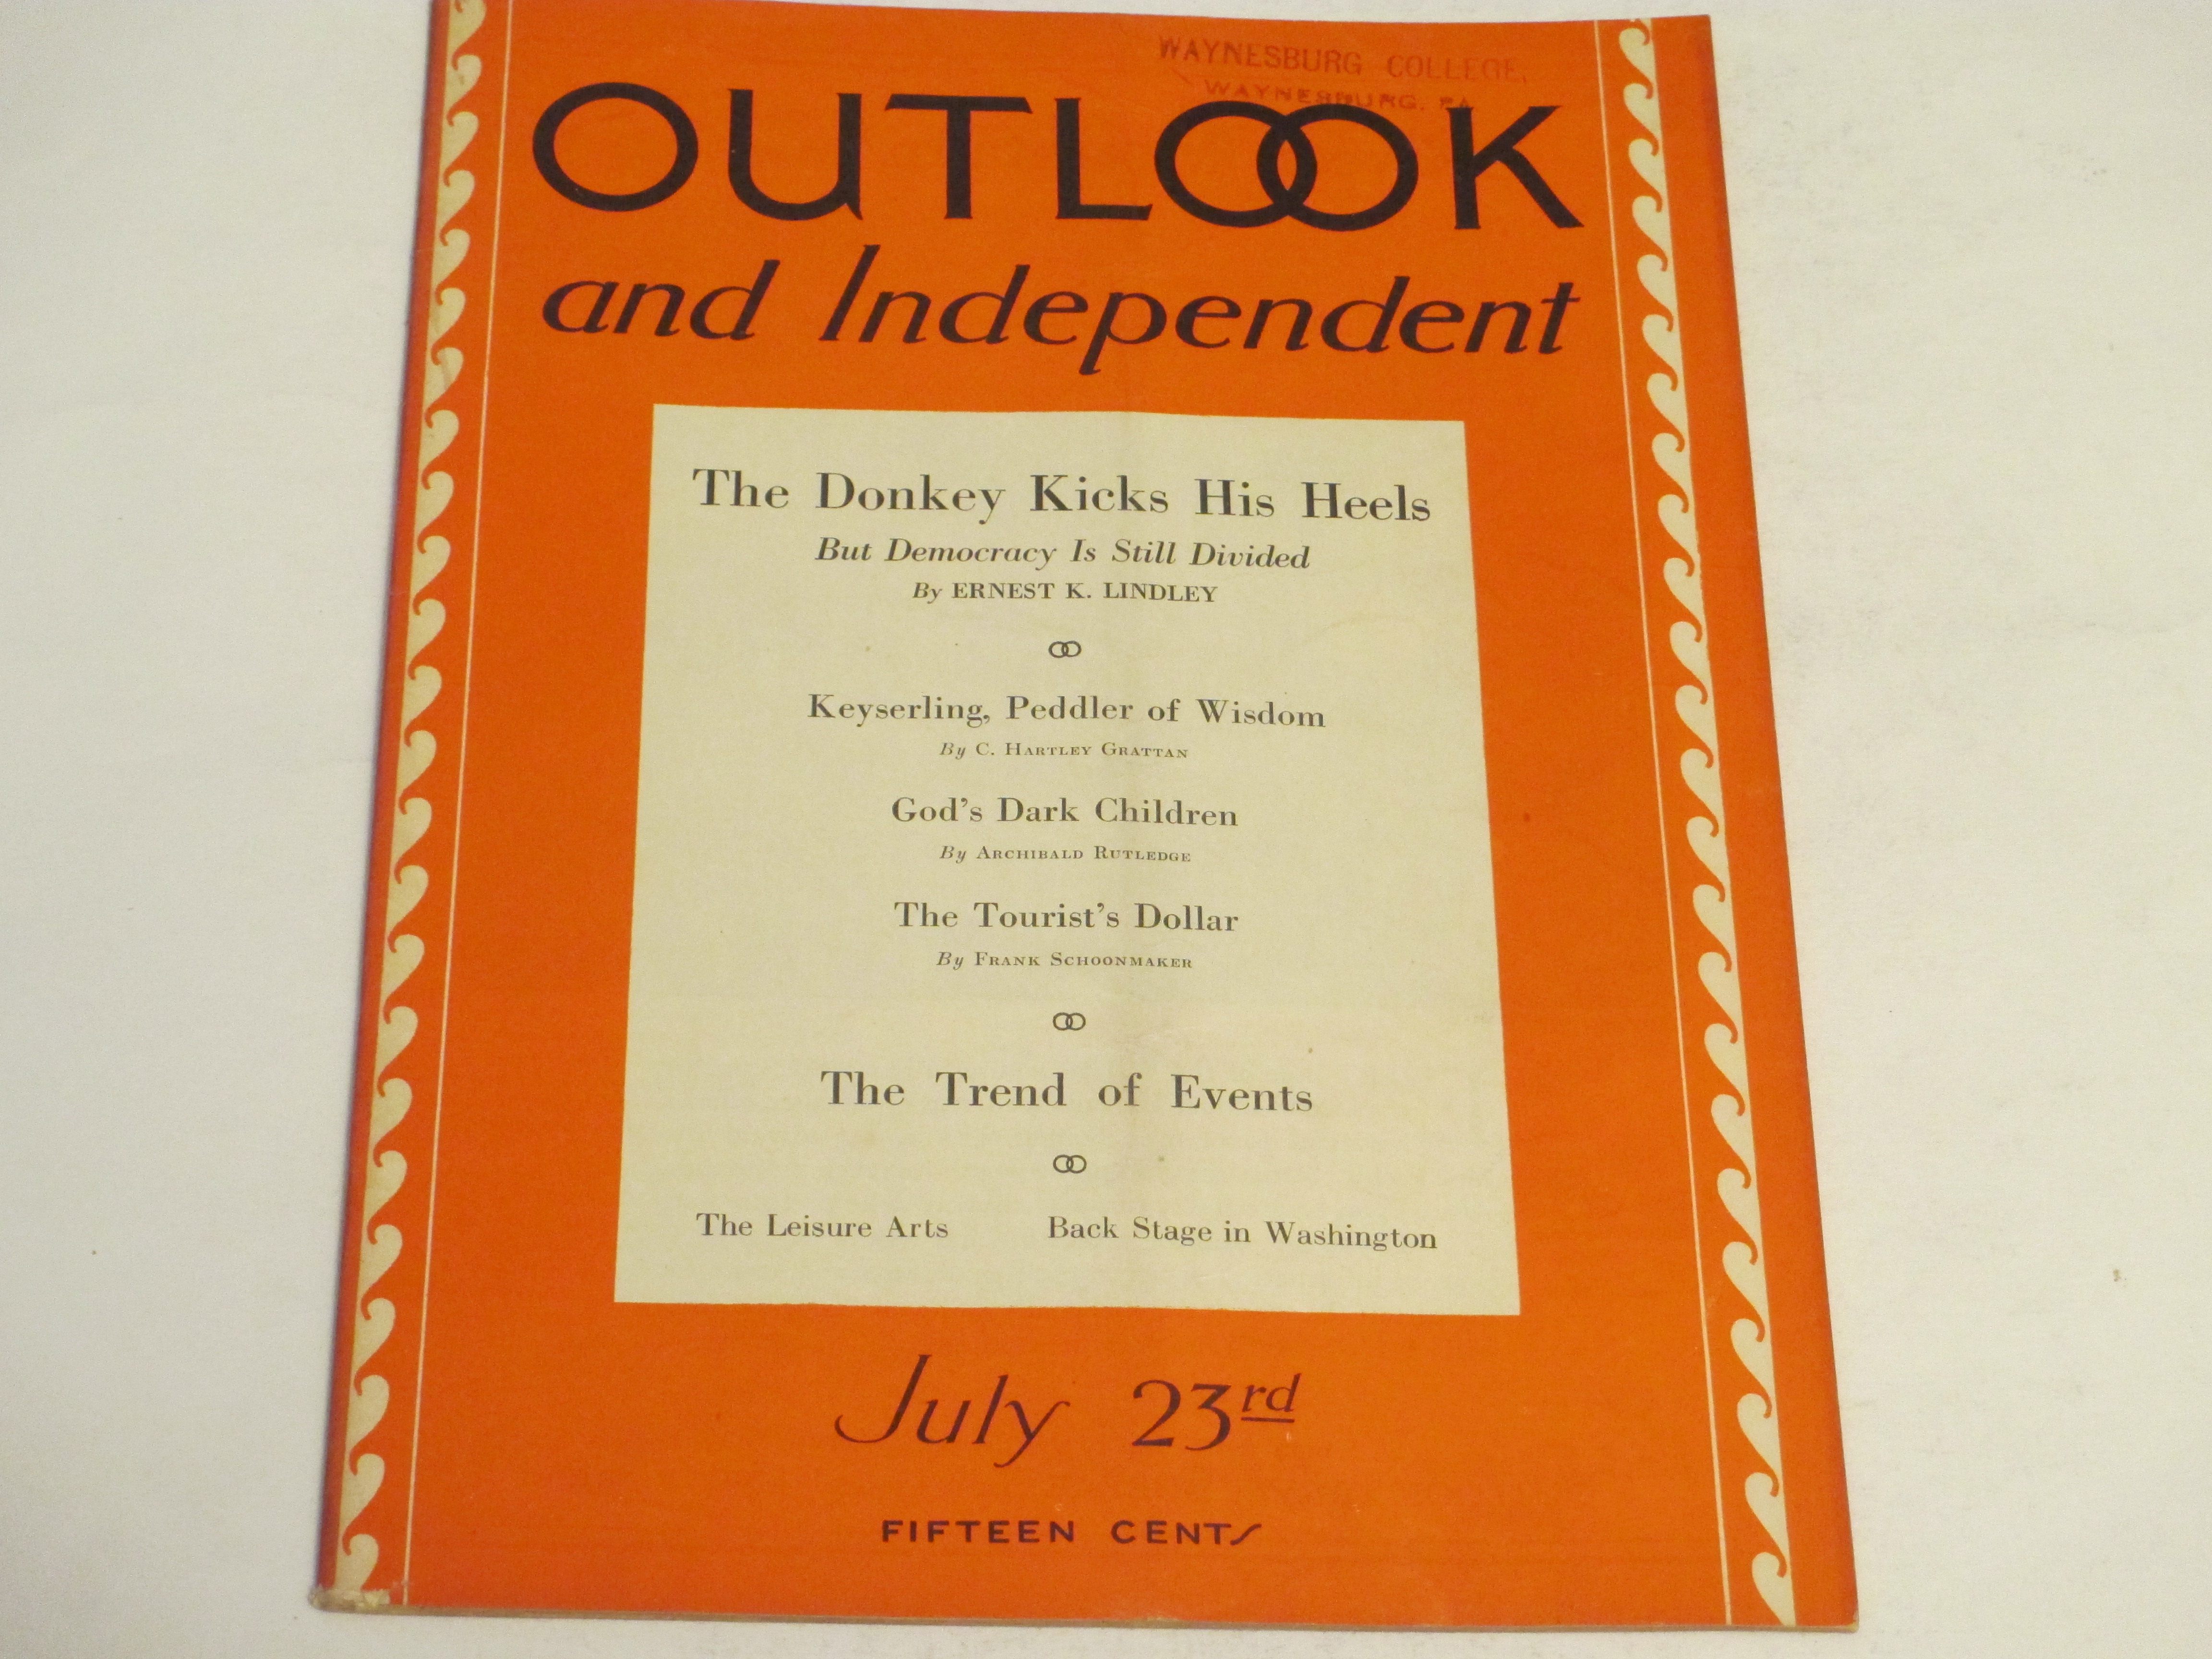 WAYNESBURG COLLEGE,
WAYNESBURG, PA.
OUTLOOK
and Independent
The Donkey Kicks His Heels
But Democracy Is Still Divided
By ERNEST K. LINDLEY
Keyserling, Peddler of Wisdom
By C. HARTLEY GRATTAN
God's Dark Children
By ARCHIBALD RUTLEDGE
The Tourist's Dollar
By FRANK SCHOONMAKER
The Trend of Events
The Leisure Arts Back Stage in Washington
July 23rd
FIFTEEN CENTS